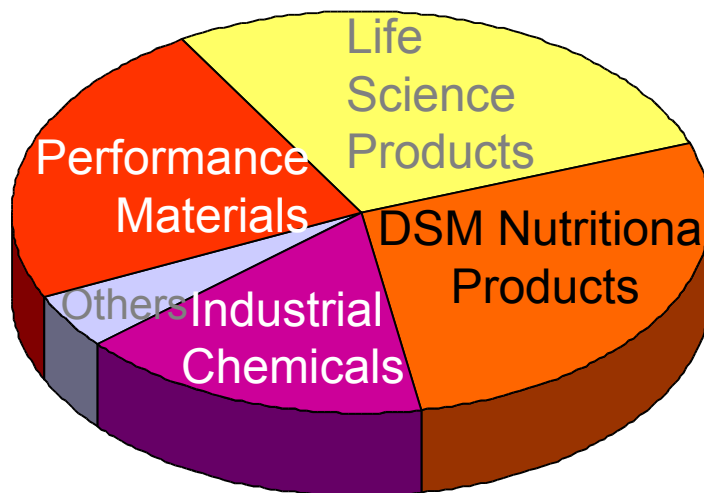 Life
Science
Products
Performance
Materials
DSM Nutritiona
Products
Others
Industrial
Chemicals